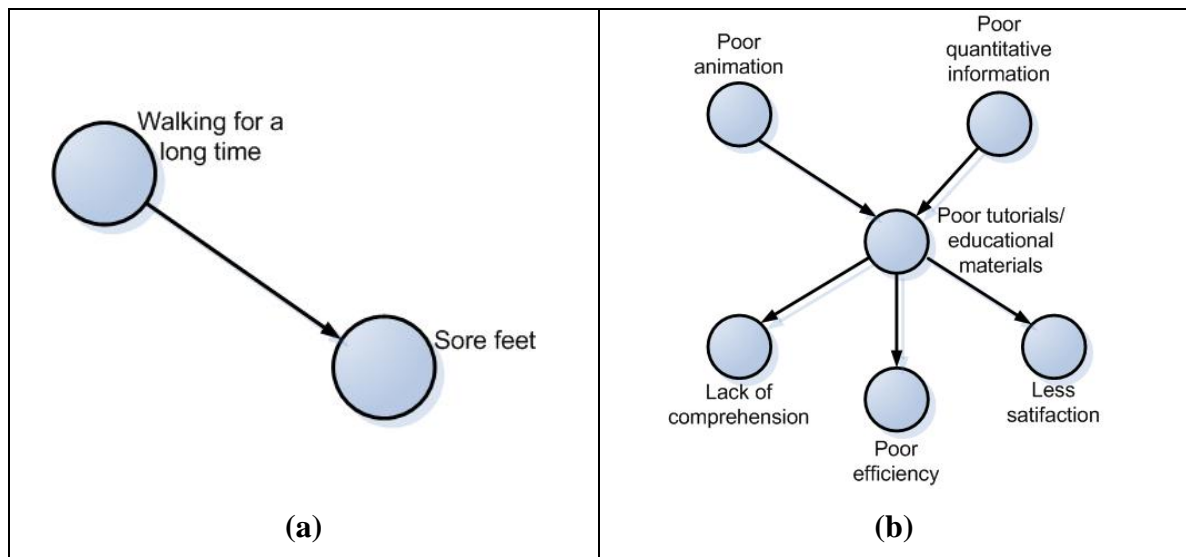 Walking for a
long time
Sore feet
(a)
Poor
animation
Poor
quantitative
information
Poor tutorials/
educational
materials
Lack of
comprehension
Poor
efficiency
Less
satifaction
(b)